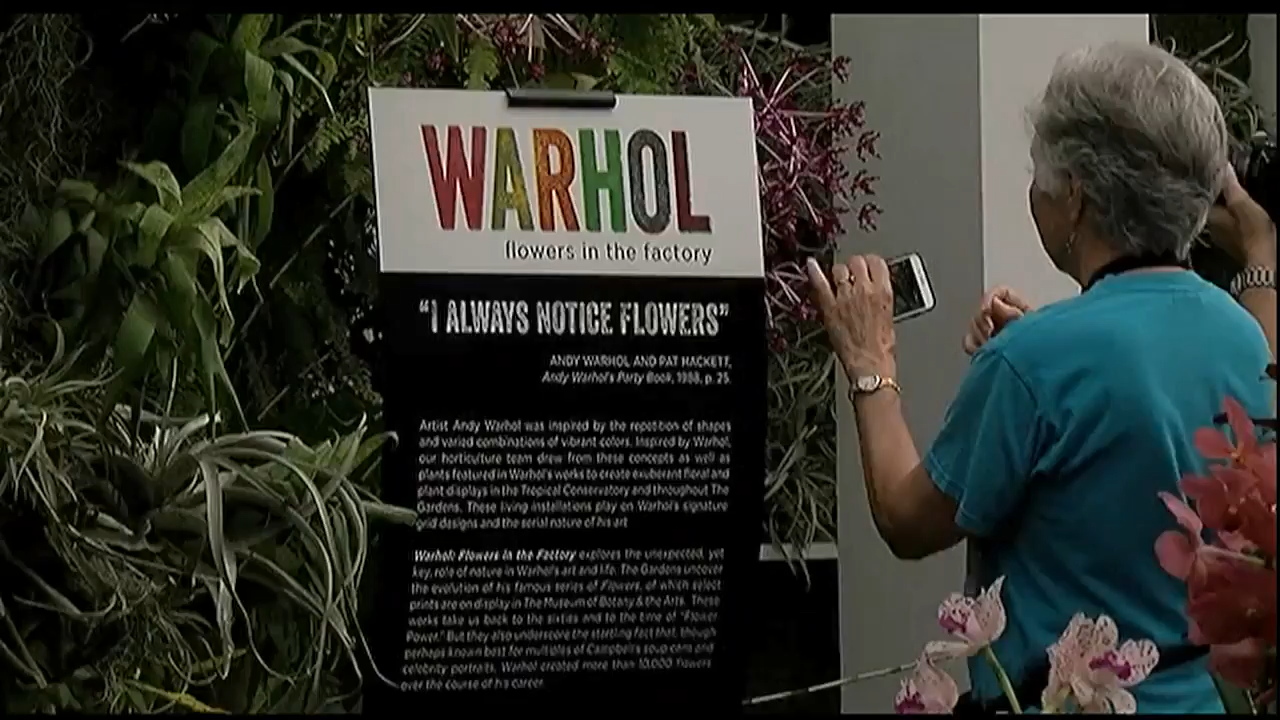 WARHOL
flowers in the factory
"I ALWAYS NOTICE FLOWERS"
ANDY WARHOL AND PAT HACKETT,
Andy Warhol's Party Book, 1988, p. 25.
Artist Andy Warhol was inspired by the repetition of shapes
and varied combinations of vibrant colors. Inspired by Warhol,
our horticulture team drew from these concepts as well as
plants featured in Warhol's works to create exuberant floral and
plant displays in the Tropical Conservatory and throughout The
Gardens. These living installations play on Warhol's signature
grid designs and the serial nature of his art
Warhol: Flowers in the Factory explores the unexpected, yet
key, role of nature in Warhol's art and life. The Gardens uncover
the evolution of his famous series of Flowers, of which select
prints are on display in The Museum of Botany & the Arts. These
works take us back to the sixties and to the time of "Flower
Power." But they also underscore the startling fact that, though
perhaps known best for multiples of Campbell's soup cans and
celebrity portraits, Warhol created more than 10,000 flowers
over the course of his career.